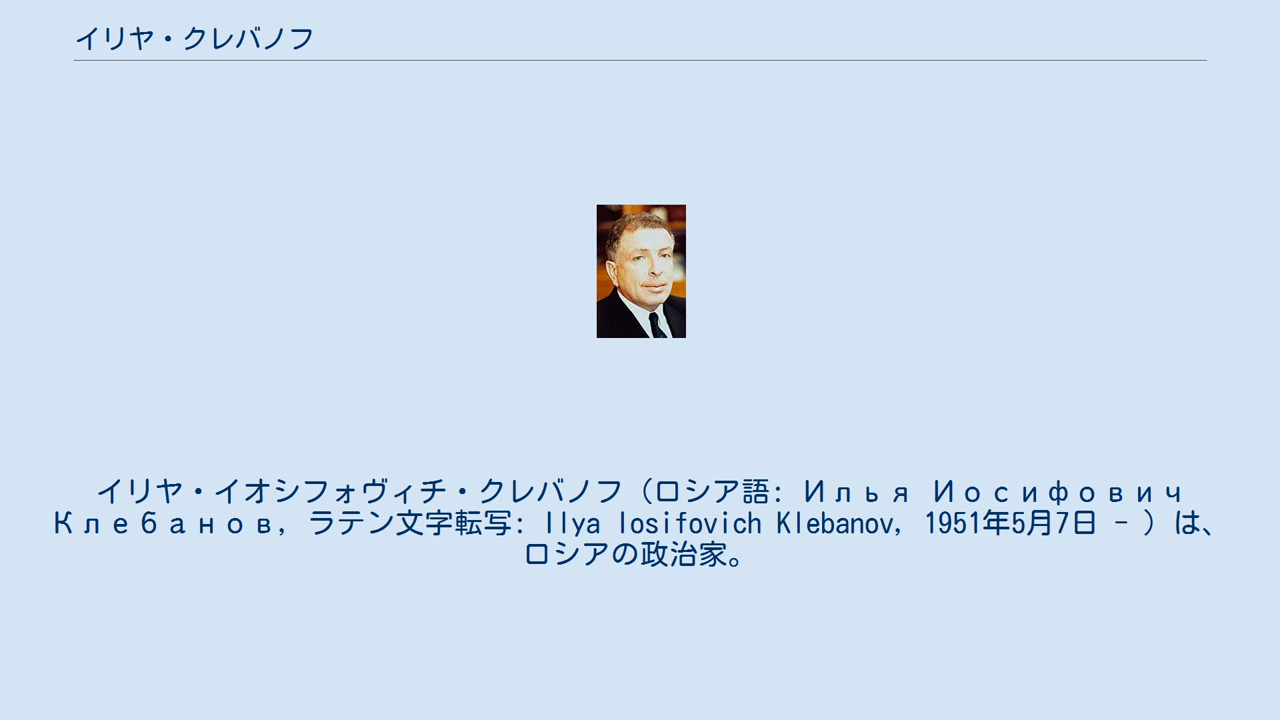 イリヤ・クレバノフ
イリヤ・イオシフォヴィチ・クレバノフ（ロシア語: Илья Иосифович
Клебанов, ラテン文字転写: Ilya Iosifovich Klebanov, 1951年5月7日 - ）は、
ロシアの政治家。